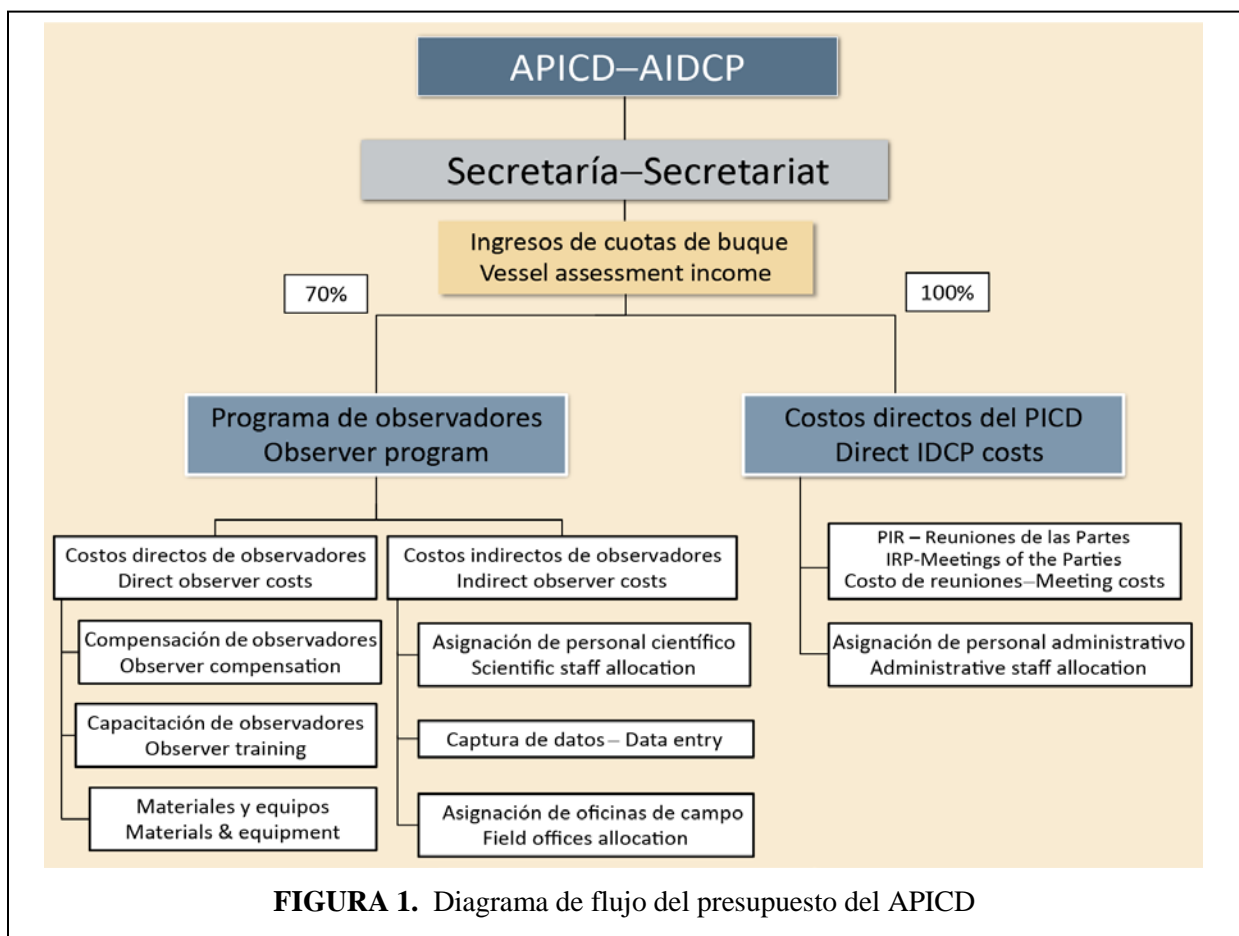 APICD–AIDCP
Secretaría–Secretariat
Ingresos de cuotas de buque
Vessel assessment income
70%
100%
Programa de observadores
Observer program
Costos directos del PICD
Direct IDCP costs
Costos directos de observadores
Direct observer costs
Compensación de observadores
Observer compensation
Capacitación de observadores
Observer training
Materiales y equipos
Materials & equipment
Costos indirectos de observadores
Indirect observer costs
Asignación de personal científico
Scientific staff allocation
Captura de datos – Data entry
Asignación de oficinas de campo
Field offices allocation
PIR – Reuniones de las Partes
IRP-Meetings of the Parties
Costo de reuniones–Meeting costs
Asignación de personal administrativo
Administrative staff allocation
FIGURA 1. Diagrama de flujo del presupuesto del APICD